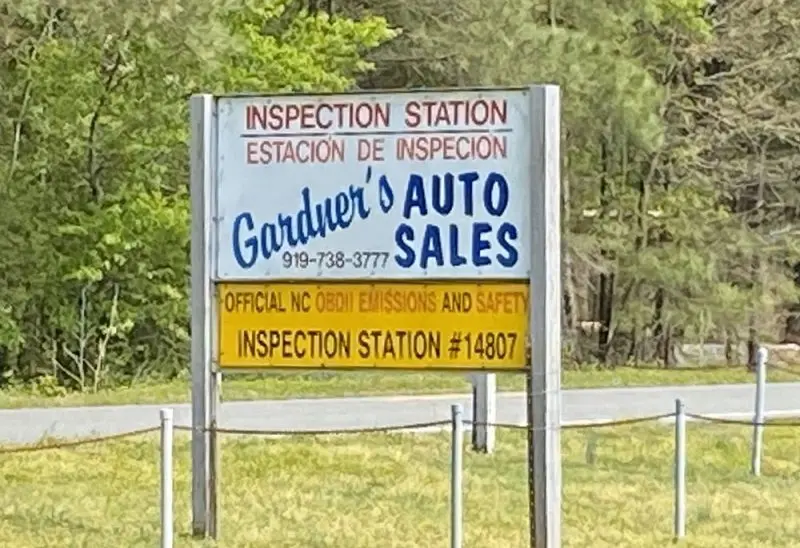 INSPECTION STATION
ESTACIÓN DE INSPECION
Gardner's AUTO SALES
919-738-3777
OFFICIAL NC OBDII EMISSIONS AND SAFETY
INSPECTION STATION #14807